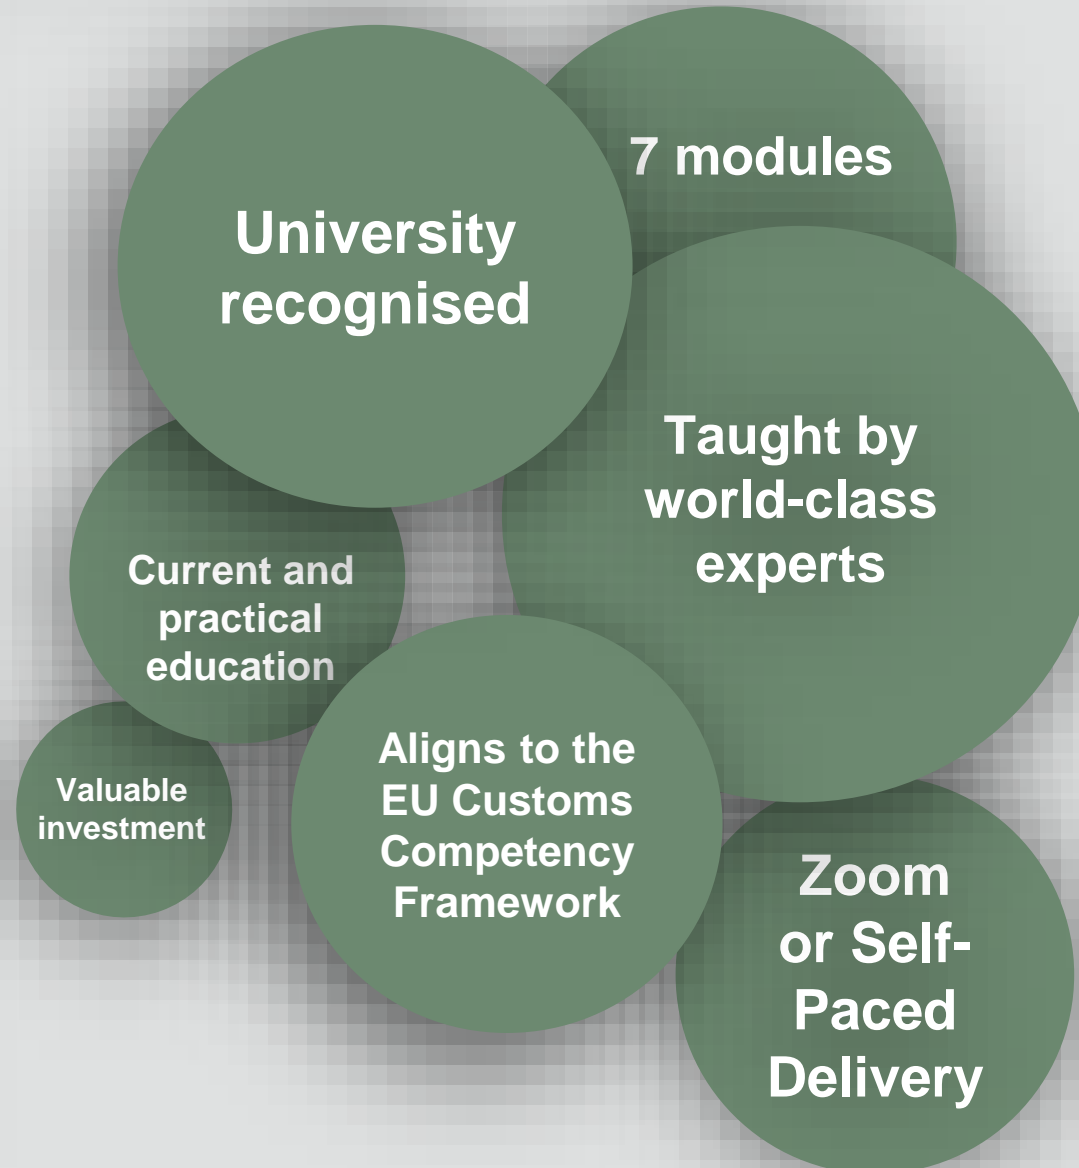 7 modules
University
recognised
Taught by
world-class
experts
Current and
practical
education
Aligns to the
EU Customs
Competency
Framework
Valuable
investment
Zoom
or Self-
Paced
Delivery